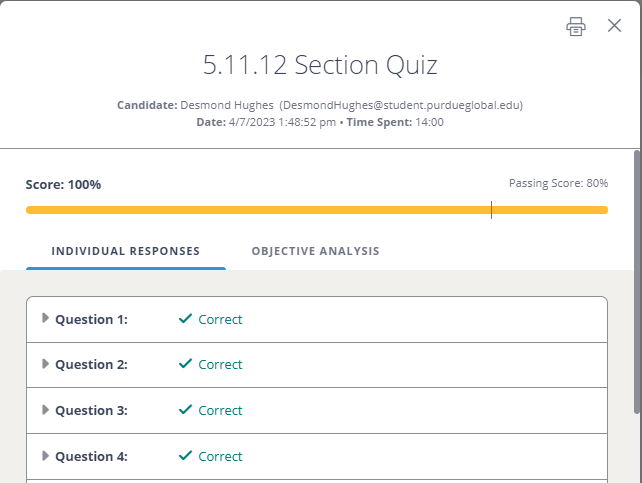 5.11.12 Section Quiz
Candidate: Desmond Hughes (DesmondHughes@student.purdueglobal.edu)
Date: 4/7/2023 1:48:52 pm • Time Spent: 14:00
Score: 100%
Passing Score: 80%
INDIVIDUAL RESPONSES
OBJECTIVE ANALYSIS
Question 1: Correct
Question 2: Correct
Question 3: Correct
Question 4: Correct